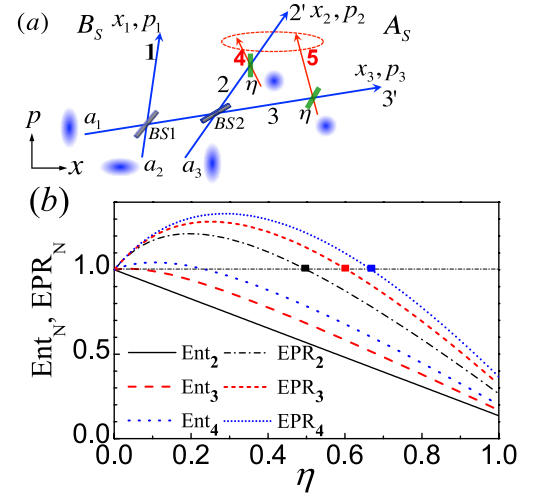 (a)
B_S
x_1, p_1
2' x_2, p_2
A_S
1
4
5
2
η
x_3, p_3
3'
p
x
a_1
BS1
BS2
3
η
a_2
a_3
(b)
Ent_N, EPR_N
1.0
0.5
0.0
Ent_2 EPR_2
Ent_3 EPR_3
Ent_4 EPR_4
0.0 0.2 0.4 0.6 0.8 1.0
η